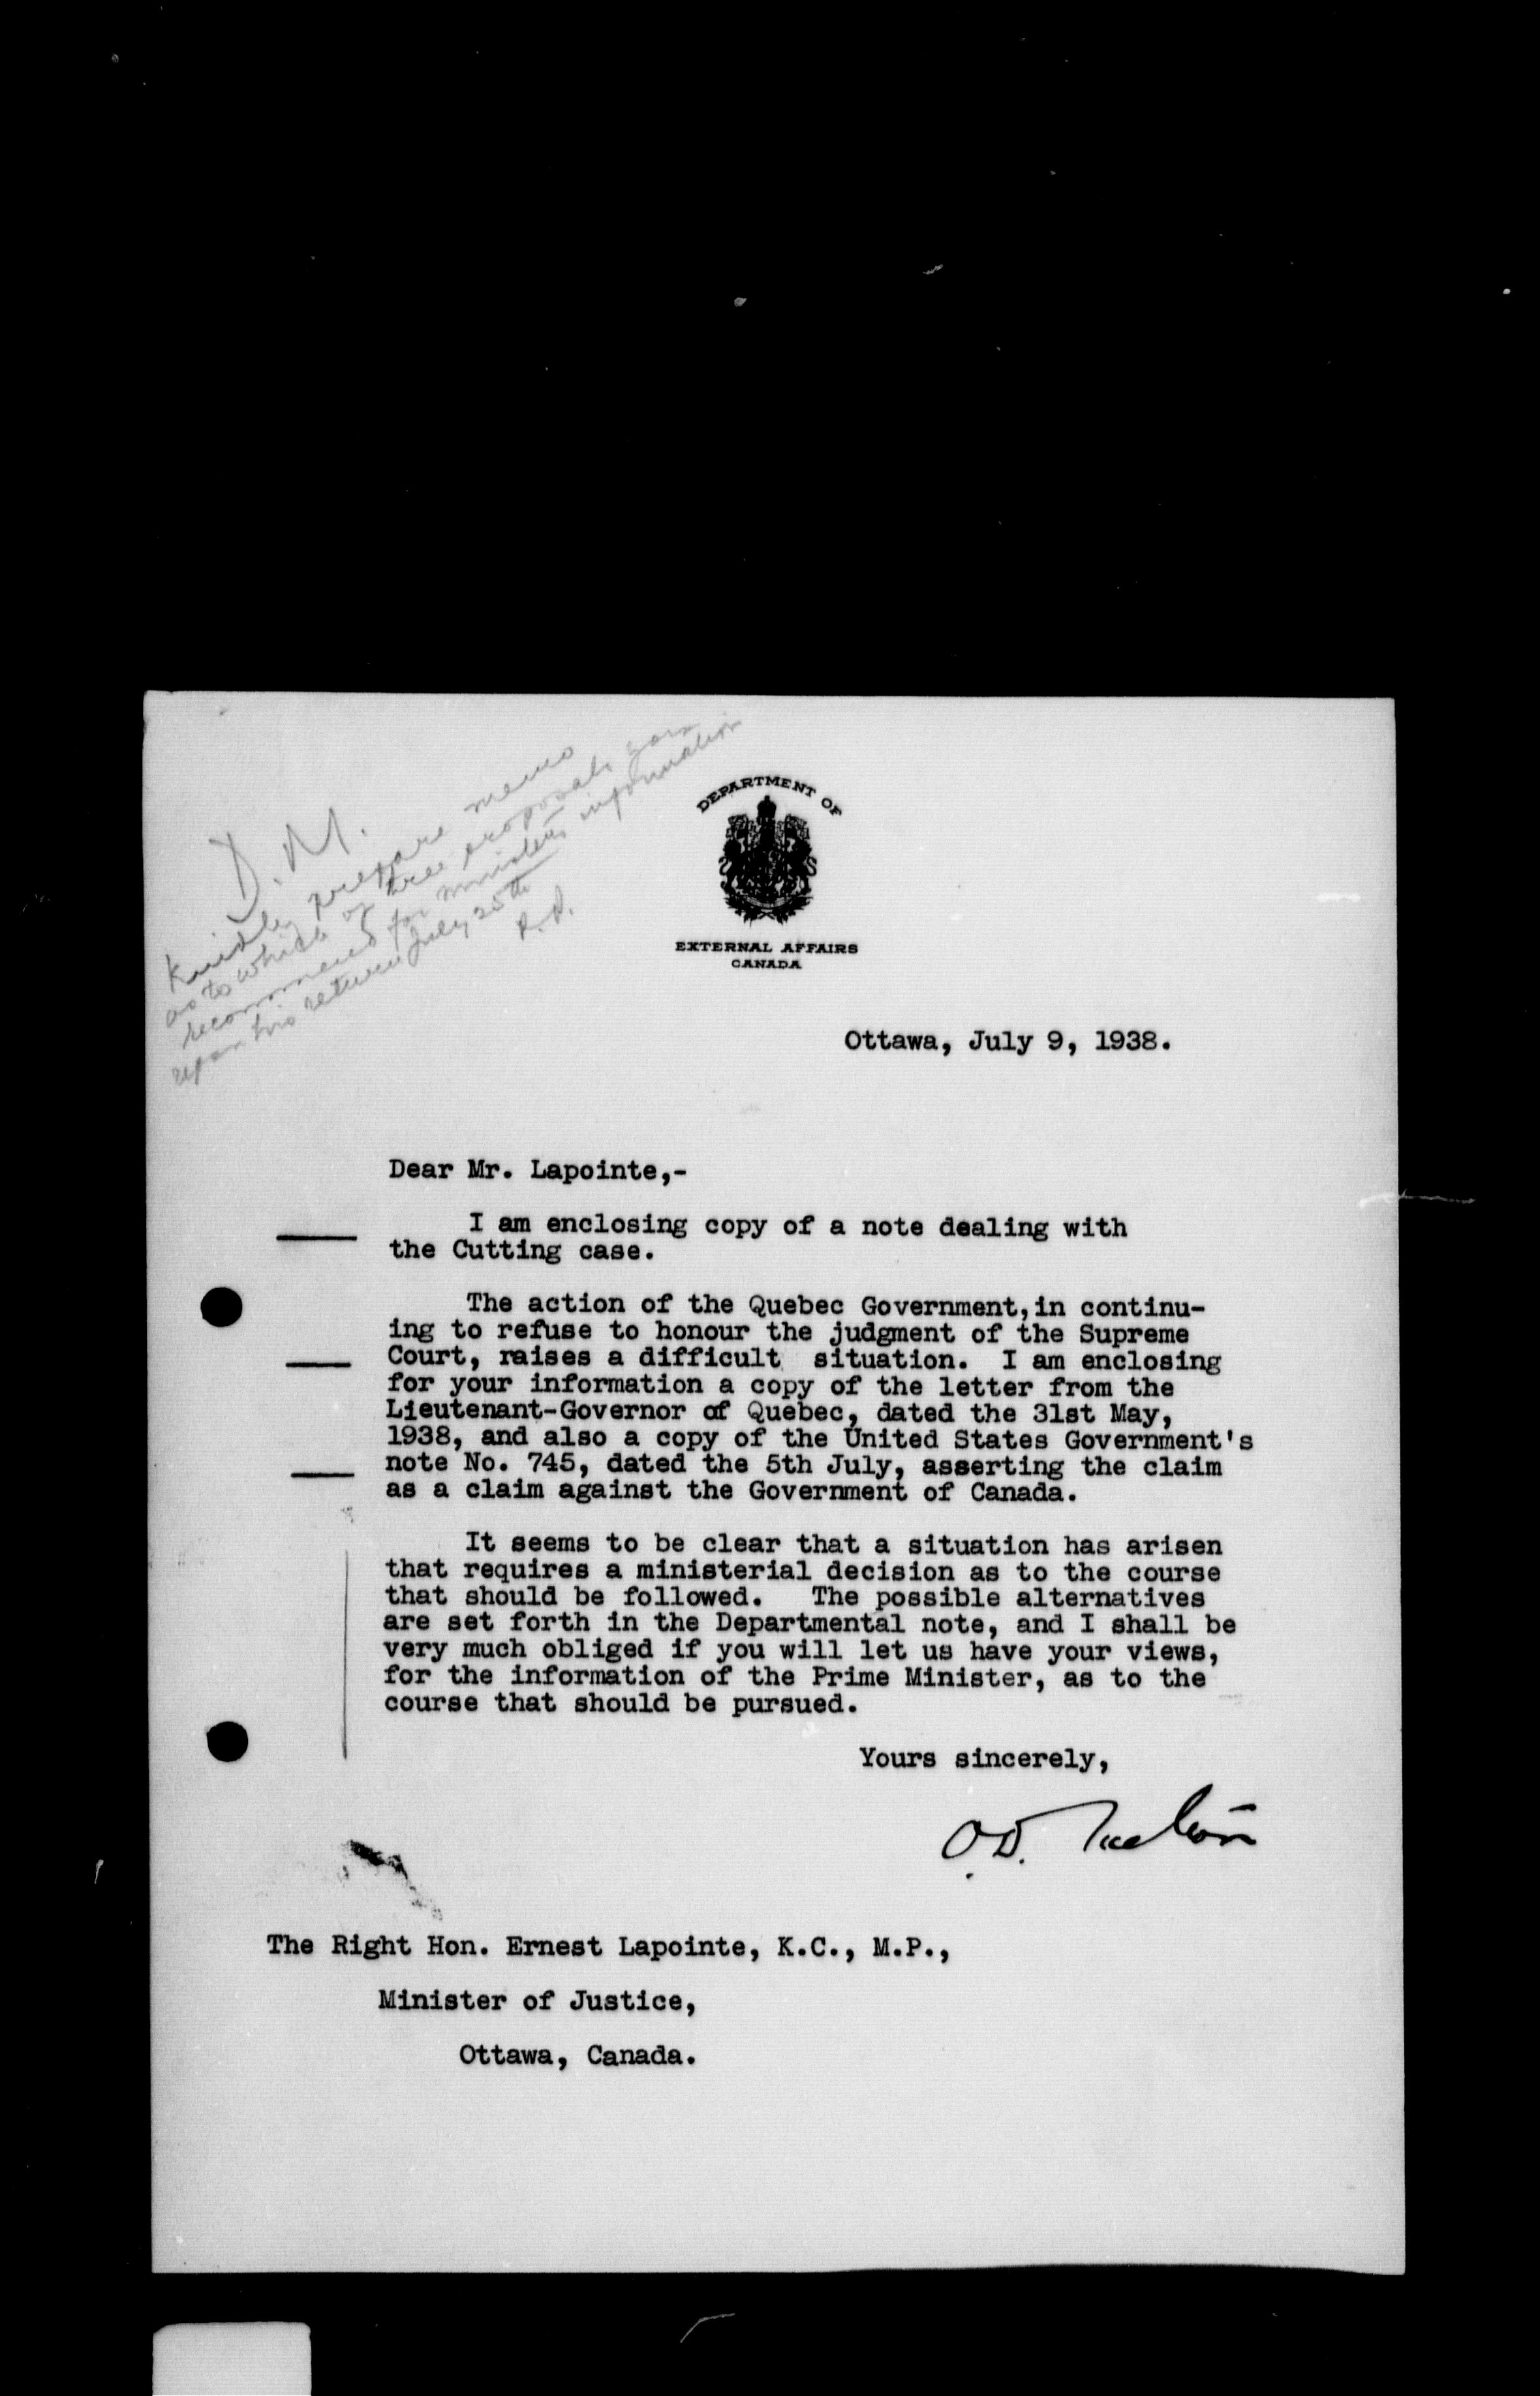 D.M.
Kindly prepare memo
as to which of three proposals you
recommend for minister's information
upon his return July 25th
DEPARTMENT OF
EXTERNAL AFFAIRS
CANADA
Ottawa, July 9, 1938.
Dear Mr. Lapointe,-
I am enclosing copy of a note dealing with
the Cutting case.
The action of the Quebec Government, in continu-
ing to refuse to honour the judgment of the Supreme
Court, raises a difficult situation. I am enclosing
for your information a copy of the letter from the
Lieutenant-Governor of Quebec, dated the 31st May,
1938, and also a copy of the United States Government's
note No. 745, dated the 5th July, asserting the claim
as a claim against the Government of Canada.
It seems to be clear that a situation has arisen
that requires a ministerial decision as to the course
that should be followed. The possible alternatives
are set forth in the Departmental note, and I shall be
very much obliged if you will let us have your views,
for the information of the Prime Minister, as to the
course that should be pursued.
Yours sincerely,
O.D.
The Right Hon. Ernest Lapointe, K.C., M.P.,
Minister of Justice,
Ottawa, Canada.